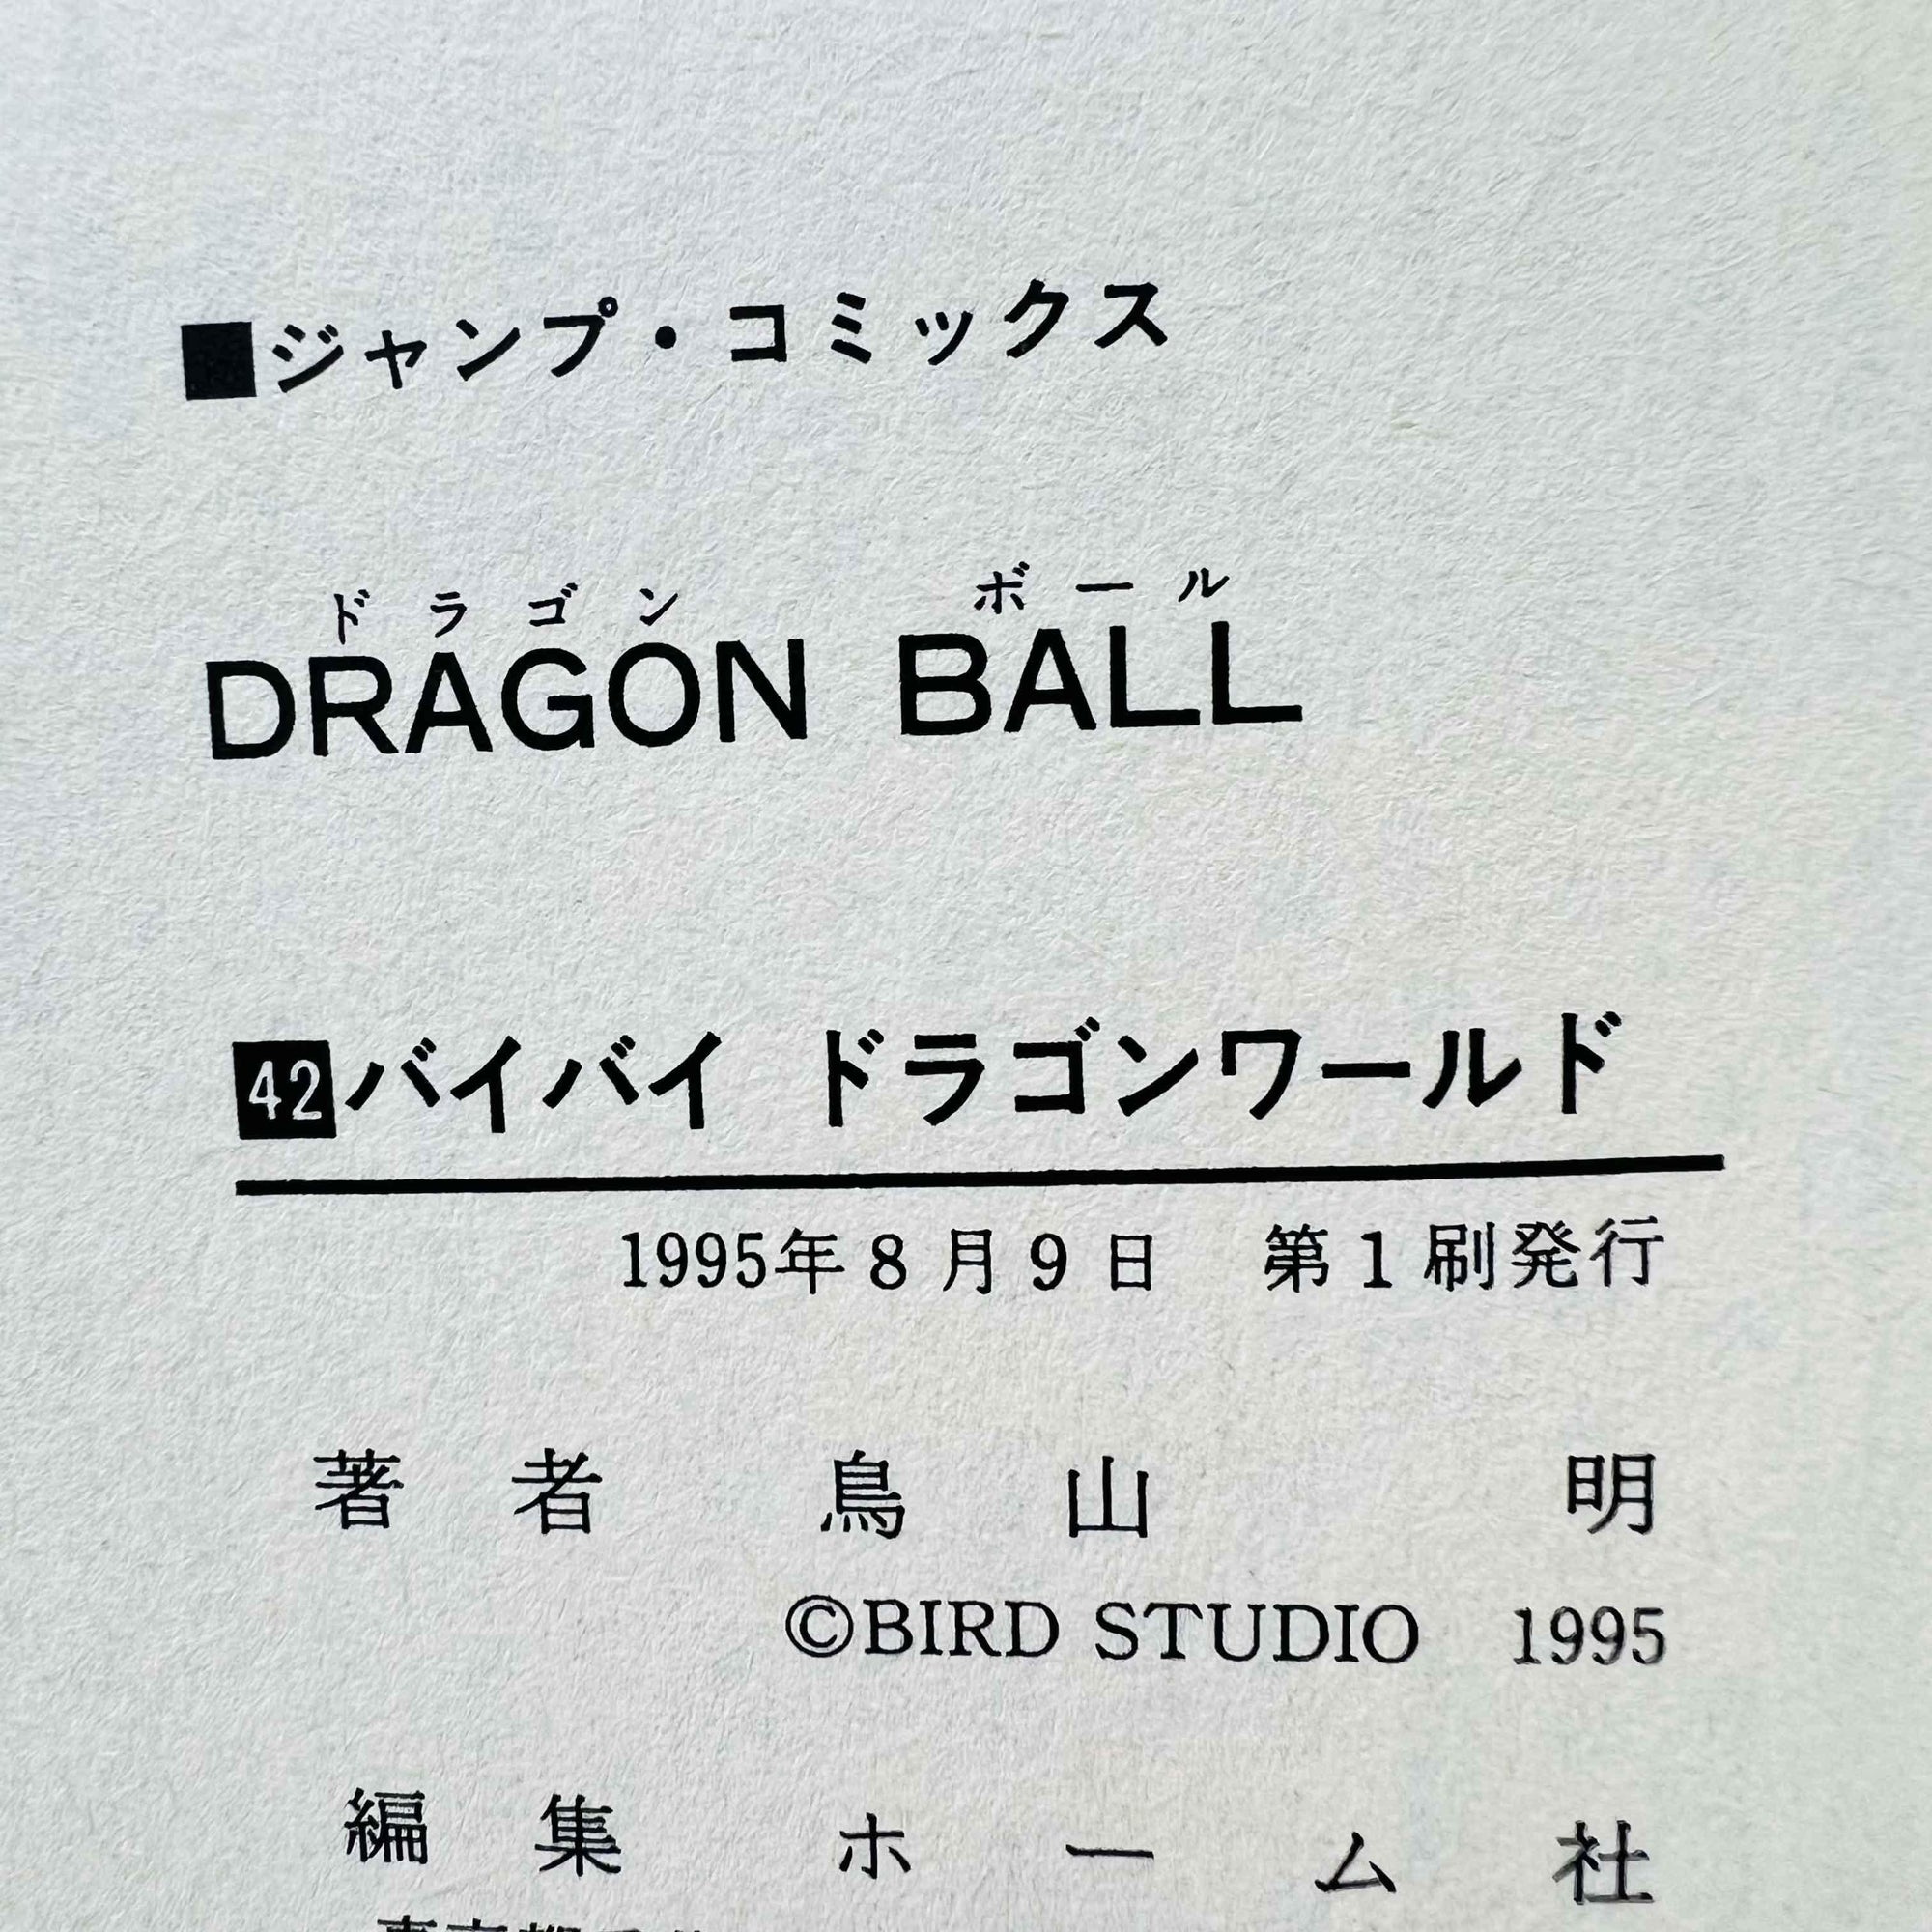 ■ジャンプ・コミックス
ドラゴン ボール
DRAGON BALL
42 バイバイ ドラゴンワールド
1995年8月9日 第1刷発行
著者 鳥山 明
©BIRD STUDIO 1995
編集 ホーム社